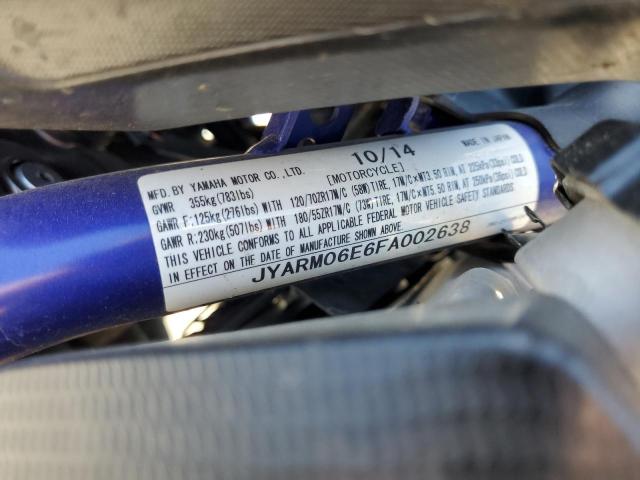 10/14 MADE IN JAPAN
MFD. BY YAMAHA MOTOR CO.,LTD. [MOTORCYCLE]
GVWR 355kg(783lbs)
GAWR F:125kg(276lbs) WITH 120/70ZR17M/C (58W)TIRE, 17M/C×MT3.50 RIM, AT 225kPa(33psi) COLD
GAWR R:230kg(507lbs) WITH 180/55ZR17M/C (73W)TIRE, 17M/C×MT5.50 RIM, AT 250kPa(36psi) COLD
THIS VEHICLE CONFORMS TO ALL APPLICABLE FEDERAL MOTOR VEHICLE SAFETY STANDARDS
IN EFFECT ON THE DATE OF MANUFACTURE SHOWN ABOVE.
JYARM06E6FA002638